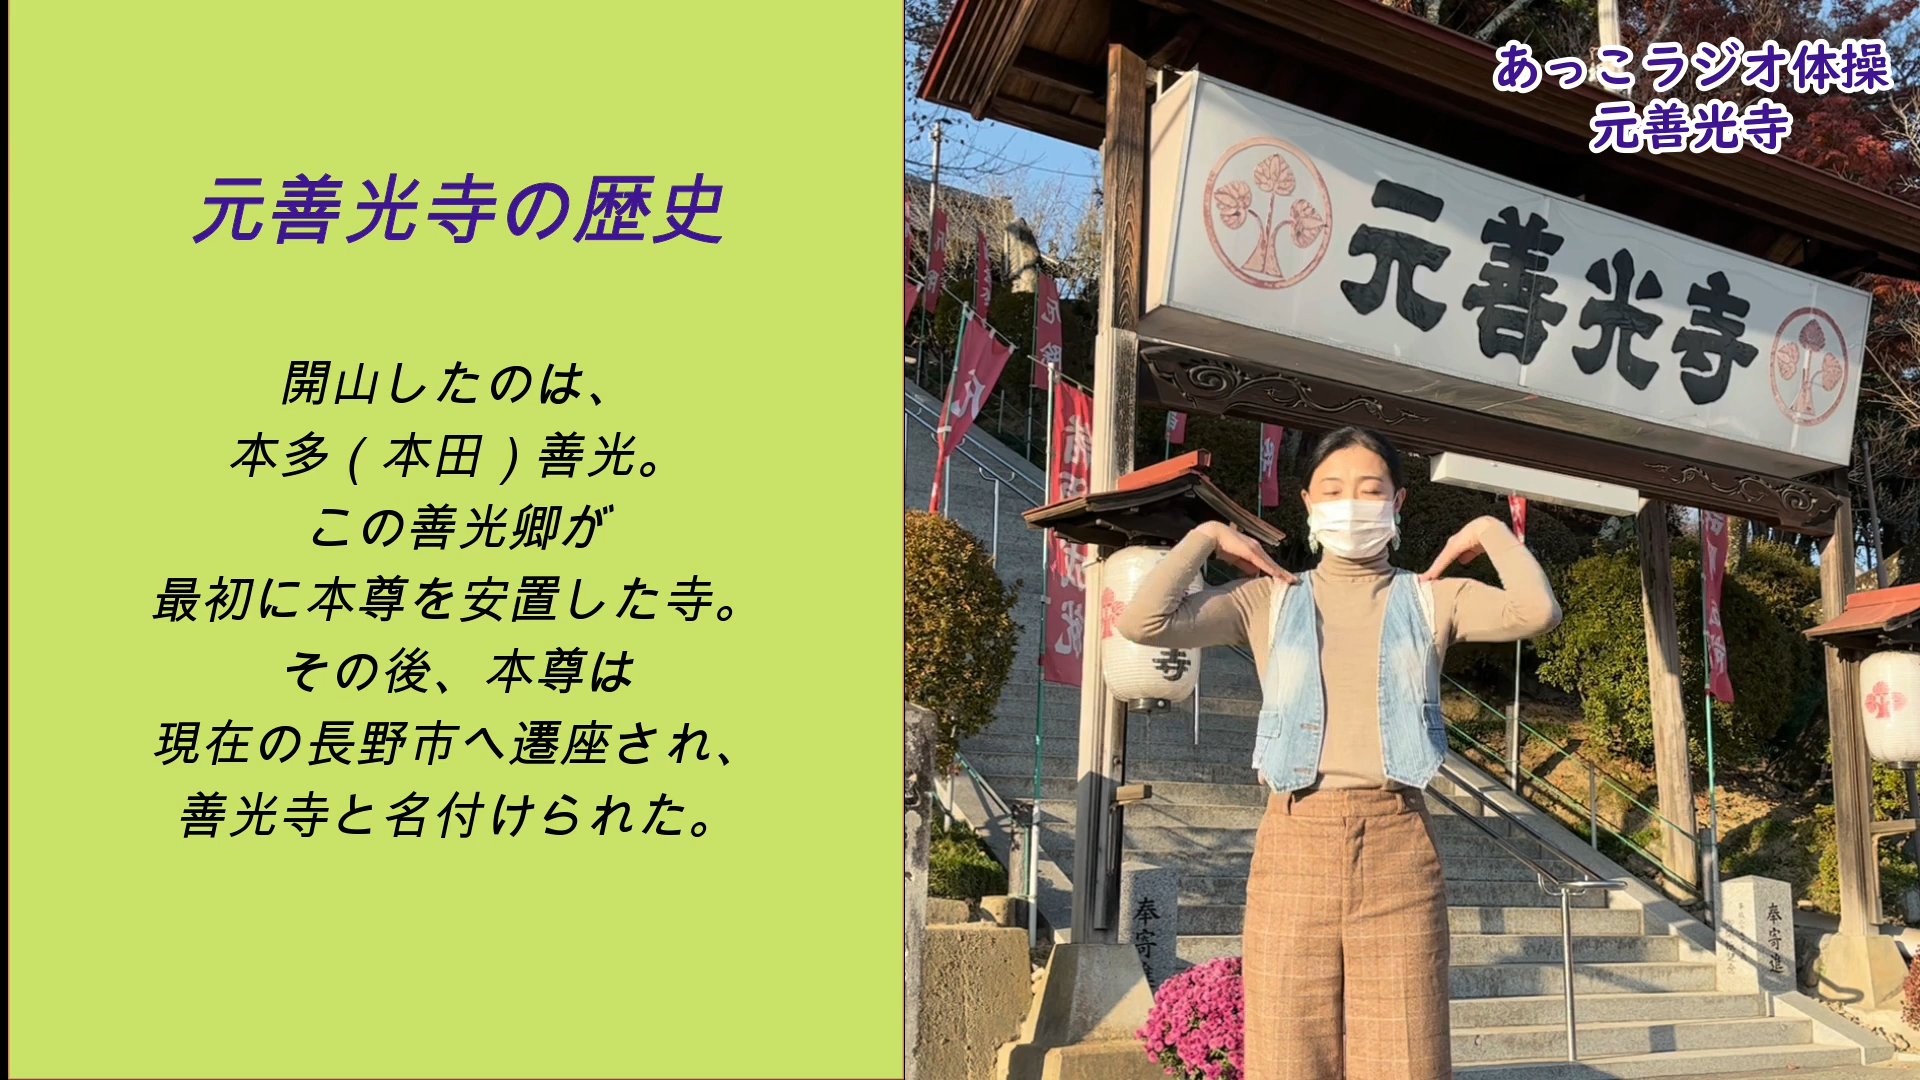 元善光寺の歴史
開山したのは、
本多(本田)善光。
この善光卿が
最初に本尊を安置した寺。
その後、本尊は
現在の長野市へ遷座され、
善光寺と名付けられた。
あっこラジオ体操
元善光寺
元善光寺
寺
奉寄進
奉寄進